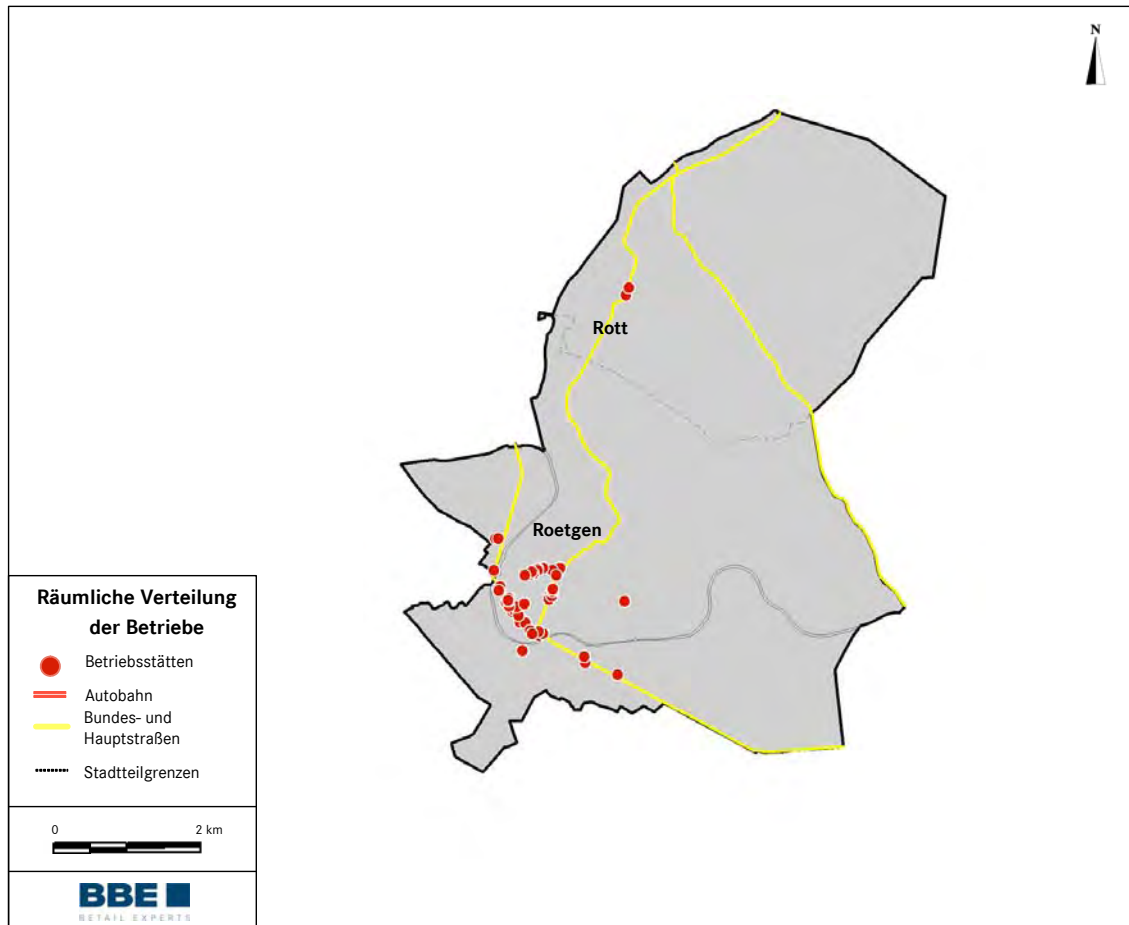 N
Rott
Roetgen
Räumliche Verteilung
der Betriebe
Betriebsstätten
Autobahn
Bundes- und
Hauptstraßen
Stadtteilgrenzen
0 2 km
BBE
RETAIL EXPERTS